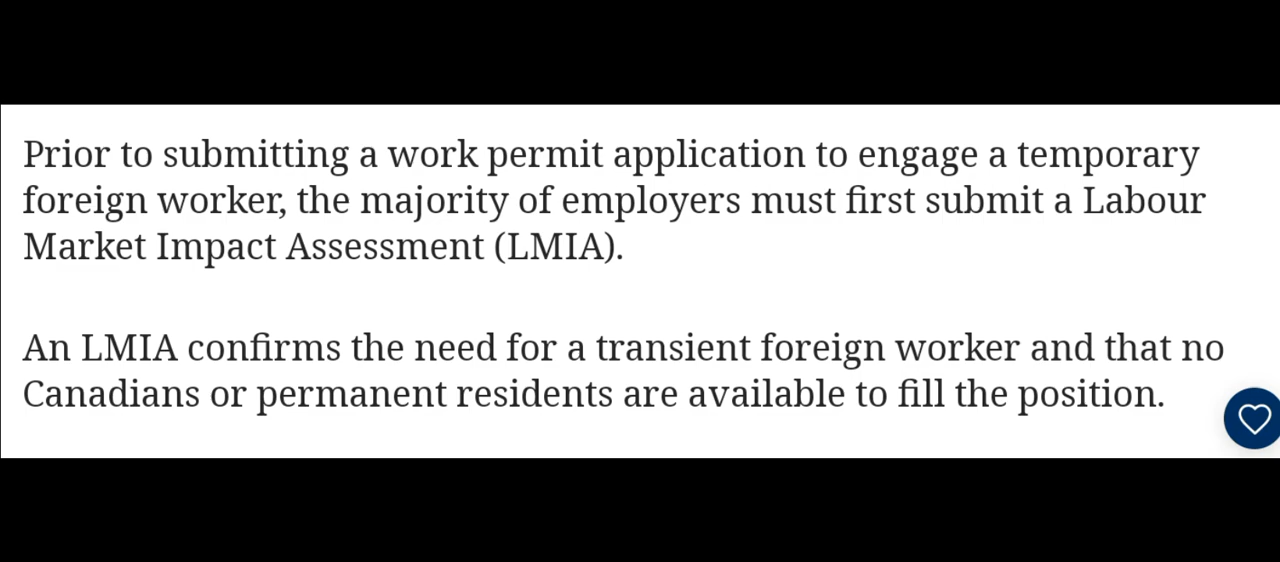 Prior to submitting a work permit application to engage a temporary
foreign worker, the majority of employers must first submit a Labour
Market Impact Assessment (LMIA).
An LMIA confirms the need for a transient foreign worker and that no
Canadians or permanent residents are available to fill the position.